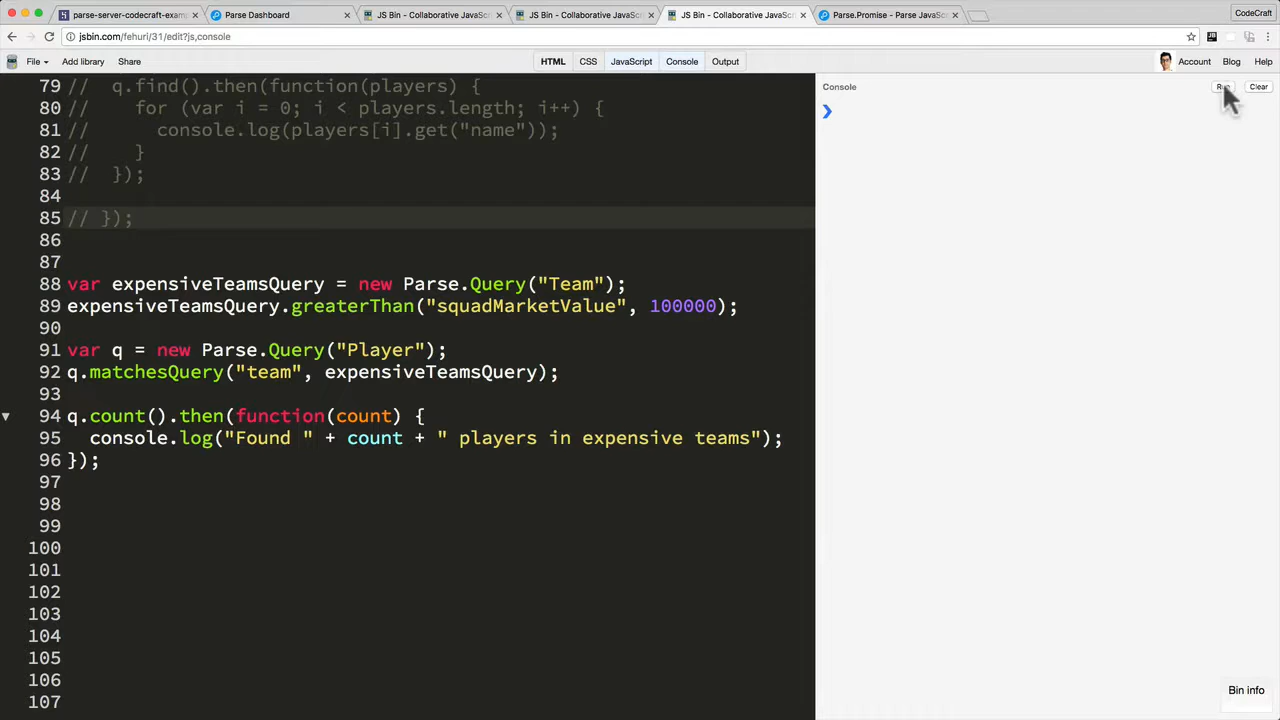 parse-server-codecraft-exam
Parse Dashboard
JS Bin - Collaborative JavaScri
JS Bin - Collaborative JavaScri
JS Bin - Collaborative JavaScri
Parse.Promise - Parse JavaSc
CodeCraft
jsbin.com/fehuri/31/edit?js,console
File Add library Share
HTML CSS JavaScript Console Output
Account Blog Help
79 //  q.find().then(function(players) {
80 //    for (var i = 0; i < players.length; i++) {
81 //      console.log(players[i].get("name"));
82 //    }
83 //  });
84
85 // });
86
87
88 var expensiveTeamsQuery = new Parse.Query("Team");
89 expensiveTeamsQuery.greaterThan("squadMarketValue", 100000);
90
91 var q = new Parse.Query("Player");
92 q.matchesQuery("team", expensiveTeamsQuery);
93
94 q.count().then(function(count) {
95   console.log("Found " + count + " players in expensive teams");
96 });
97
98
99
100
101
102
103
104
105
106
107
Console
Clear
Bin info